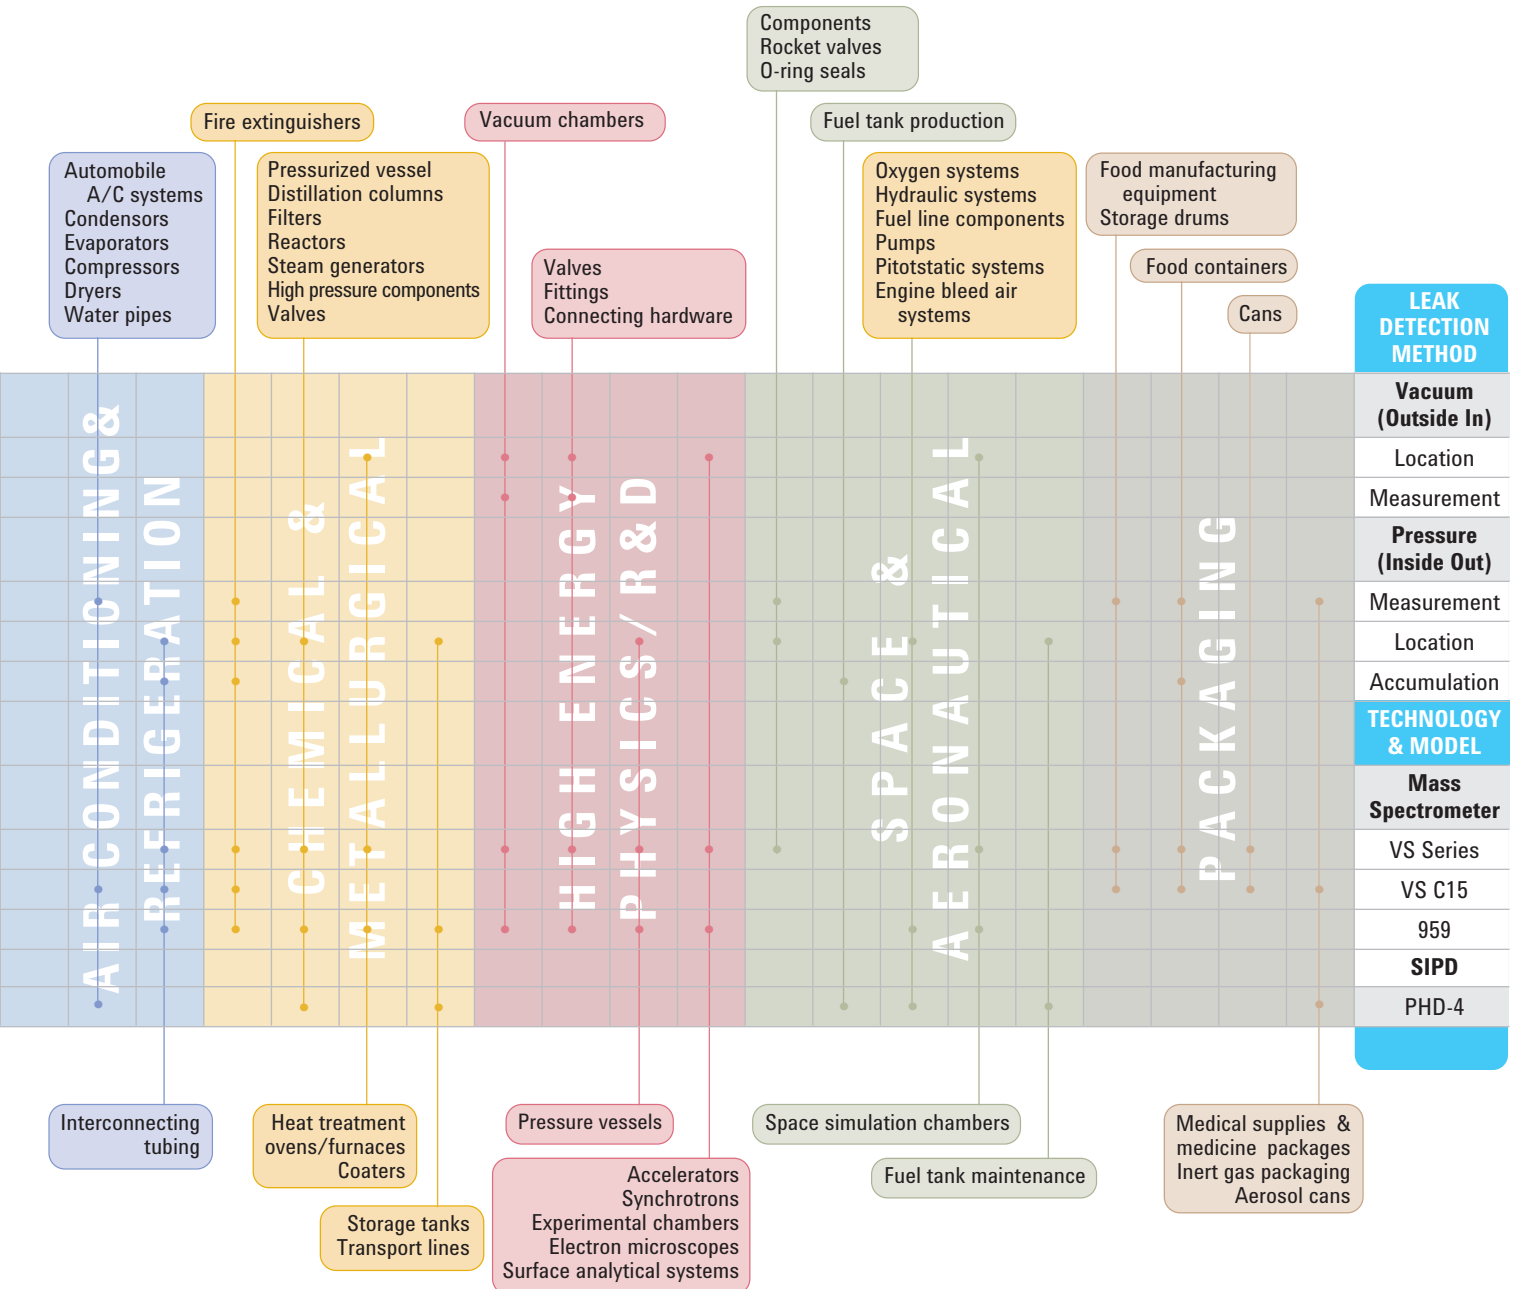 Components
Rocket valves
O-ring seals
Fire extinguishers
Vacuum chambers
Fuel tank production
Automobile
A/C systems
Condensors
Evaporators
Compressors
Dryers
Water pipes
Pressurized vessel
Distillation columns
Filters
Reactors
Steam generators
High pressure components
Valves
Valves
Fittings
Connecting hardware
Oxygen systems
Hydraulic systems
Fuel line components
Pumps
Pitotstatic systems
Engine bleed air
systems
Food manufacturing
equipment
Storage drums
Food containers
Cans
LEAK
DETECTION
METHOD
Vacuum
(Outside In)
Location
Measurement
Pressure
(Inside Out)
Measurement
Location
Accumulation
TECHNOLOGY
& MODEL
Mass
Spectrometer
VS Series
VS C15
959
SIPD
PHD-4
AIR CONDITIONING &
REFRIGERATION
CHEMICAL &
METALLURGICAL
HIGH ENERGY
PHYSICS/R&D
SPACE &
AERONAUTICAL
PACKAGING
Interconnecting
tubing
Heat treatment
ovens/furnaces
Coaters
Storage tanks
Transport lines
Pressure vessels
Accelerators
Synchrotrons
Experimental chambers
Electron microscopes
Surface analytical systems
Space simulation chambers
Fuel tank maintenance
Medical supplies &
medicine packages
Inert gas packaging
Aerosol cans